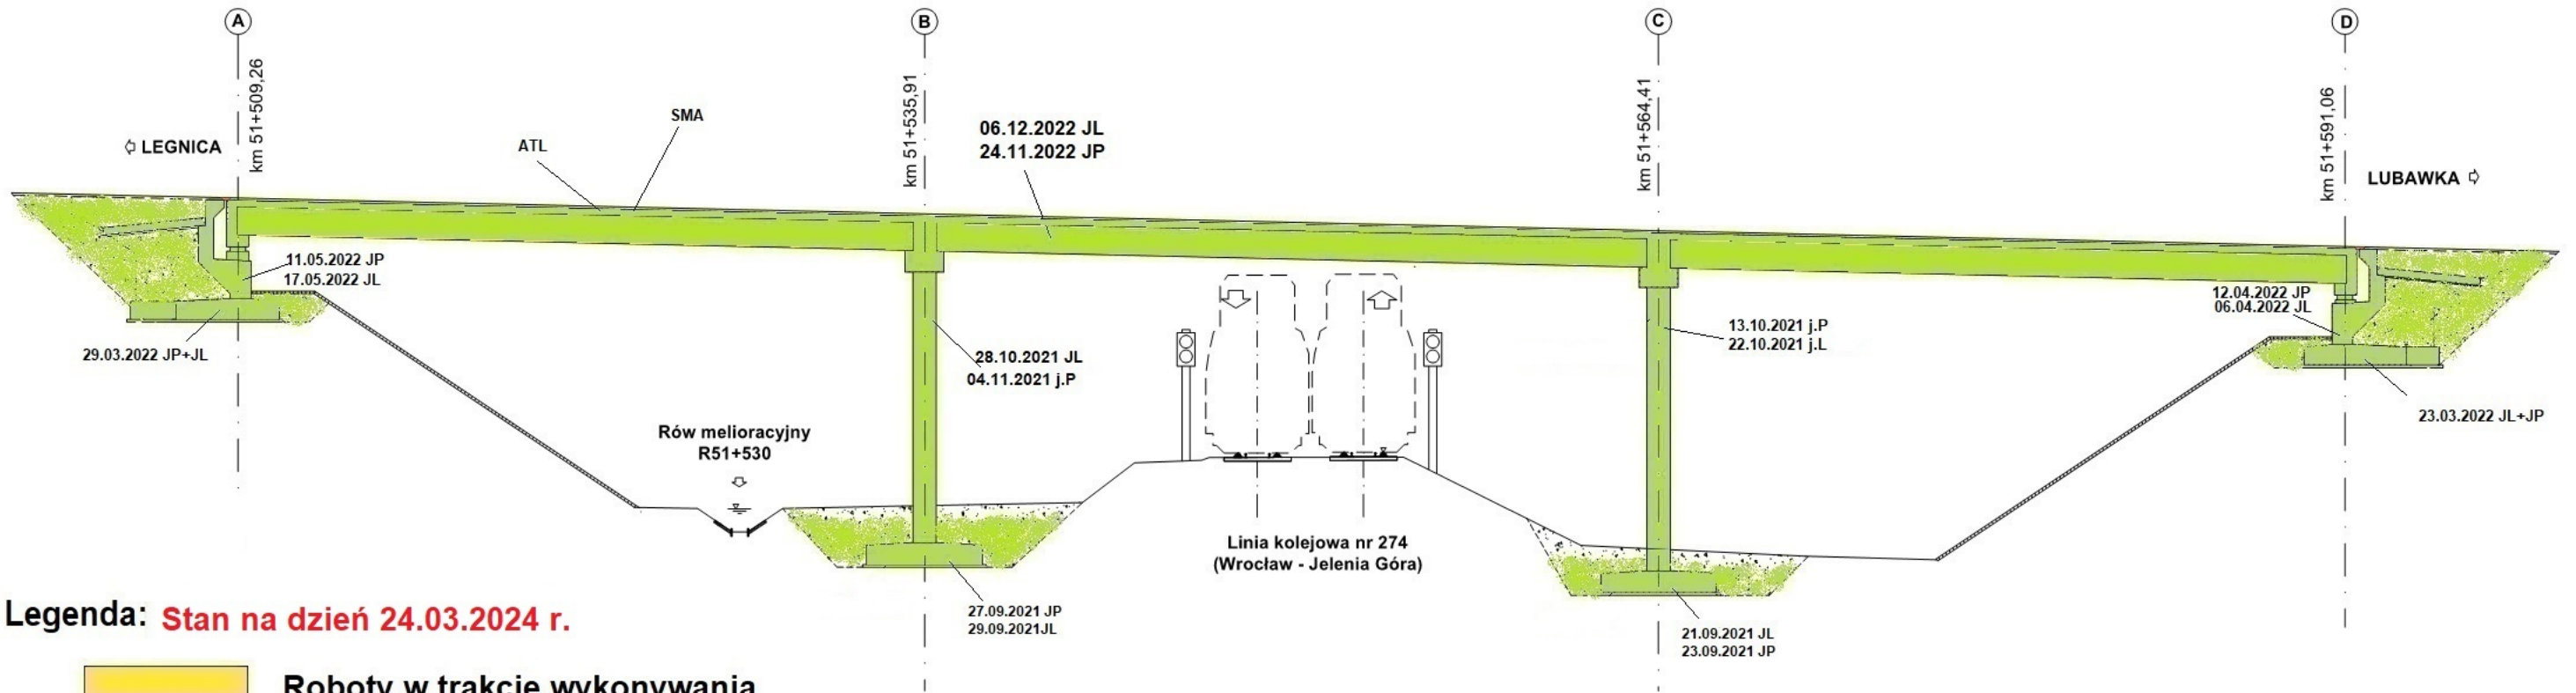 A
B
C
D
km 51+509,26
km 51+535,91
km 51+564,41
km 51+591,06
⇦ LEGNICA
LUBAWKA ⇨
ATL
SMA
06.12.2022 JL
24.11.2022 JP
11.05.2022 JP
17.05.2022 JL
29.03.2022 JP+JL
28.10.2021 JL
04.11.2021 j.P
13.10.2021 j.P
22.10.2021 j.L
12.04.2022 JP
06.04.2022 JL
23.03.2022 JL+JP
Rów melioracyjny
R51+530
Linia kolejowa nr 274
(Wrocław - Jelenia Góra)
27.09.2021 JP
29.09.2021JL
21.09.2021 JL
23.09.2021 JP
Legenda: Stan na dzień 24.03.2024 r.
Roboty w trakcie wykonywania